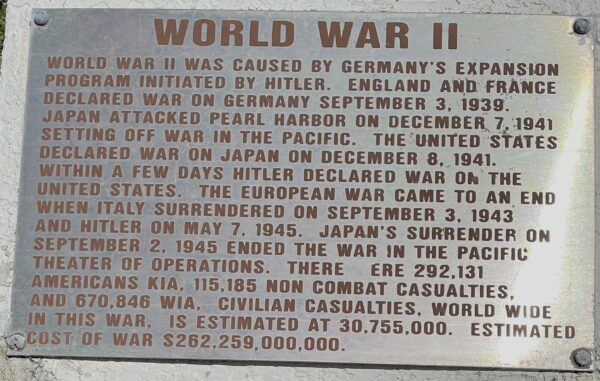 WORLD WAR II
WORLD WAR II WAS CAUSED BY GERMANY'S EXPANSION
PROGRAM INITIATED BY HITLER. ENGLAND AND FRANCE
DECLARED WAR ON GERMANY SEPTEMBER 3, 1939.
JAPAN ATTACKED PEARL HARBOR ON DECEMBER 7, 1941
SETTING OFF WAR IN THE PACIFIC. THE UNITED STATES
DECLARED WAR ON JAPAN ON DECEMBER 8, 1941.
WITHIN A FEW DAYS HITLER DECLARED WAR ON THE
UNITED STATES. THE EUROPEAN WAR CAME TO AN END
WHEN ITALY SURRENDERED ON SEPTEMBER 3, 1943
AND HITLER ON MAY 7, 1945. JAPAN'S SURRENDER ON
SEPTEMBER 2, 1945 ENDED THE WAR IN THE PACIFIC
THEATER OF OPERATIONS. THERE ERE 292,131
AMERICANS KIA, 115,185 NON COMBAT CASUALTIES,
AND 670,846 WIA. CIVILIAN CASUALTIES, WORLD WIDE
IN THIS WAR, IS ESTIMATED AT 30,755,000. ESTIMATED
COST OF WAR $262,259,000,000.